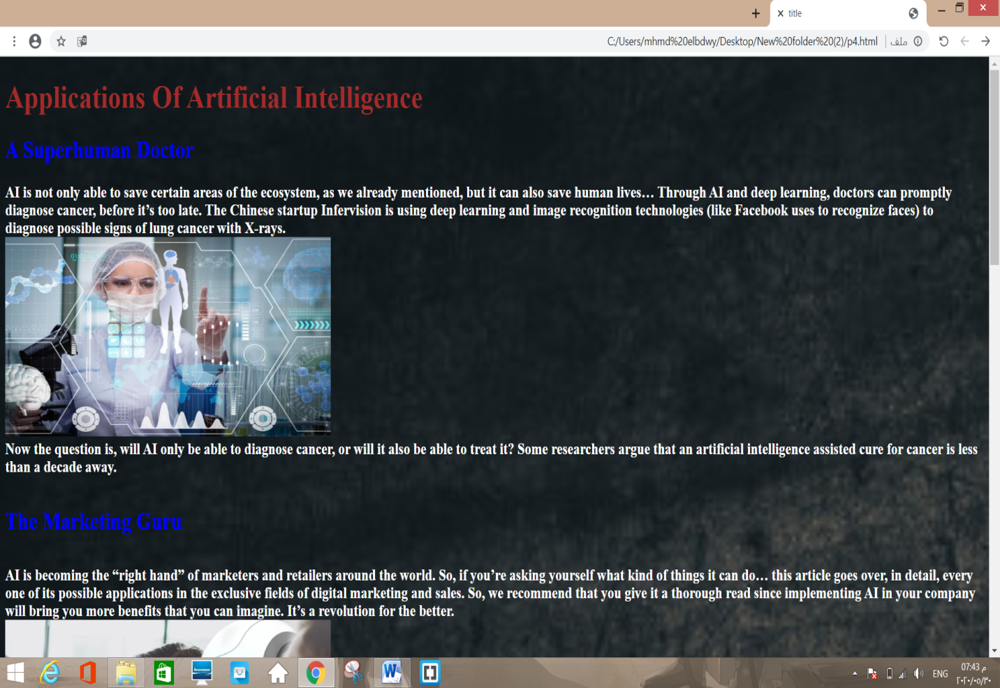 title
C:/Users/mhmd%20elbdwy/Desktop/New%20folder%20(2)/p4.html
ملف
Applications Of Artificial Intelligence
A Superhuman Doctor
AI is not only able to save certain areas of the ecosystem, as we already mentioned, but it can also save human lives… Through AI and deep learning, doctors can promptly
diagnose cancer, before it’s too late. The Chinese startup Infervision is using deep learning and image recognition technologies (like Facebook uses to recognize faces) to
diagnose possible signs of lung cancer with X-rays.
Now the question is, will AI only be able to diagnose cancer, or will it also be able to treat it? Some researchers argue that an artificial intelligence assisted cure for cancer is less
than a decade away.
The Marketing Guru
AI is becoming the “right hand” of marketers and retailers around the world. So, if you’re asking yourself what kind of things it can do… this article goes over, in detail, every
one of its possible applications in the exclusive fields of digital marketing and sales. So, we recommend that you give it a thorough read since implementing AI in your company
will bring you more benefits that you can imagine. It’s a revolution for the better.
ENG
07:43 م
٢٠٢٠/٠٥/٣٠